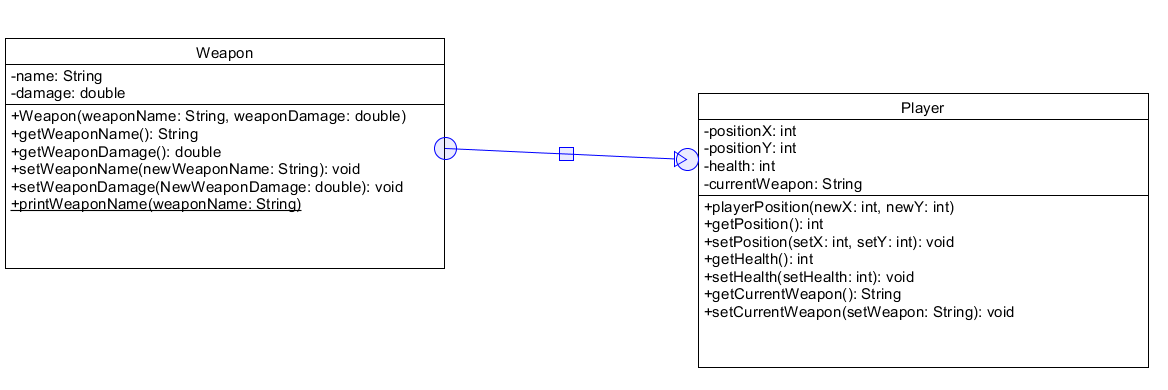 Weapon
-name: String
-damage: double
+Weapon(weaponName: String, weaponDamage: double)
+getWeaponName(): String
+getWeaponDamage(): double
+setWeaponName(newWeaponName: String): void
+setWeaponDamage(NewWeaponDamage: double): void
+printWeaponName(weaponName: String)
Player
-positionX: int
-positionY: int
-health: int
-currentWeapon: String
+playerPosition(newX: int, newY: int)
+getPosition(): int
+setPosition(setX: int, setY: int): void
+getHealth(): int
+setHealth(setHealth: int): void
+getCurrentWeapon(): String
+setCurrentWeapon(setWeapon: String): void